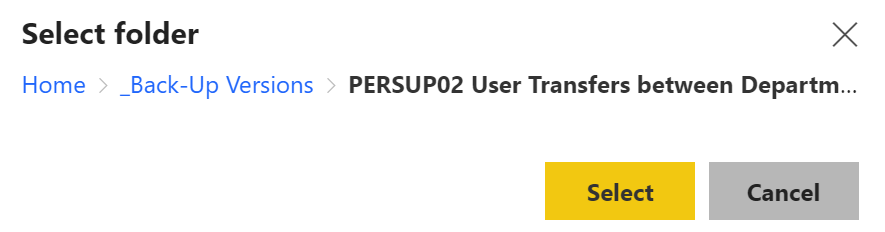 Select folder
Home > _Back-Up Versions > PERSUP02 User Transfers between Departm...
Select Cancel